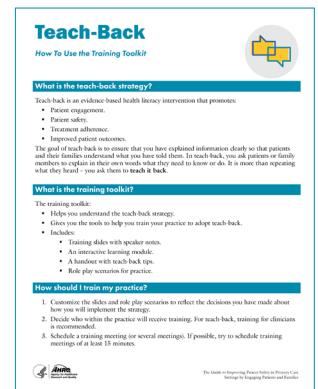 Teach-Back
How To Use the Training Toolkit
What is the teach-back strategy?
Teach-back is an evidence-based health literacy intervention that promotes:
▪ Patient engagement.
▪ Patient safety.
▪ Treatment adherence.
▪ Improved patient outcomes.
The goal of teach-back is to ensure that you have explained information clearly so that patients
and their families understand what you have told them. In teach-back, you ask patients or family
members to explain in their own words what they need to know or do. It is more than repeating
what they heard – you ask them to teach it back.
What is the training toolkit?
The training toolkit:
▪ Helps you understand the teach-back strategy.
▪ Gives you the tools to help you train your practice to adopt teach-back.
▪ Includes:
▪ Training slides with speaker notes.
▪ An interactive learning module.
▪ A handout with teach-back tips.
▪ Role play scenarios for practice.
How should I train my practice?
1. Customize the slides and role play scenarios to reflect the decisions you have made about
how you will implement the strategy.
2. Decide who within the practice will receive training. For teach-back, training for clinicians
is recommended.
3. Schedule a training meeting (or several meetings). If possible, try to schedule training
meetings of at least 15 minutes.
AHRQ
Agency for Healthcare
Research and Quality
The Guide to Improving Patient Safety in Primary Care
Settings by Engaging Patients and Families